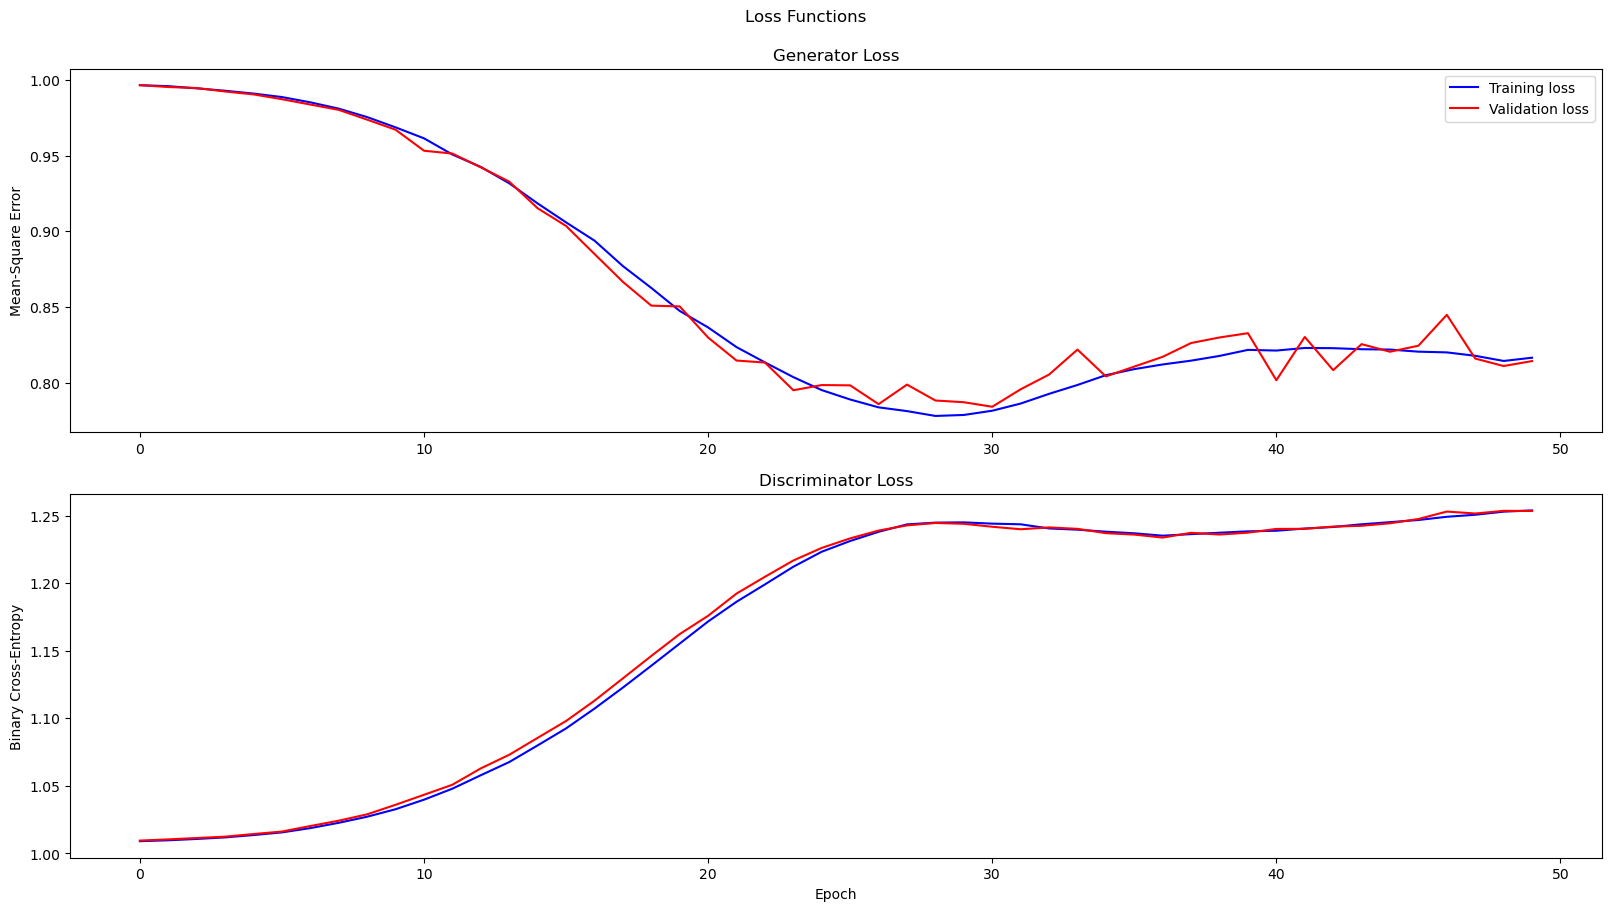 Loss Functions
Generator Loss
Mean-Square Error
1.00
0.95
0.90
0.85
0.80
Training loss
Validation loss
0 10 20 30 40 50
Discriminator Loss
Binary Cross-Entropy
1.25
1.20
1.15
1.10
1.05
1.00
0 10 20 30 40 50
Epoch